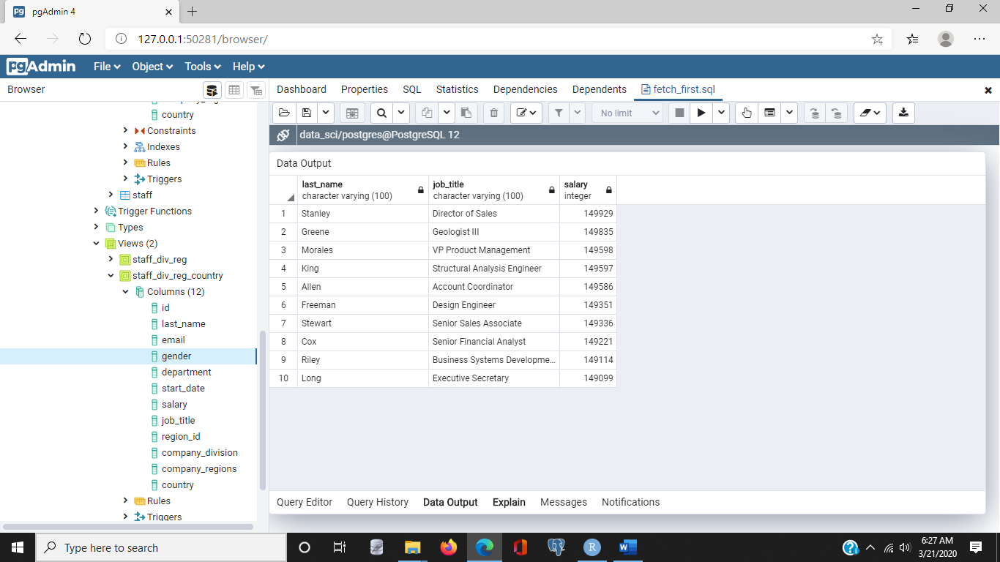 pgAdmin 4
127.0.0.1:50281/browser/
pgAdmin File Object Tools Help
Browser
Dashboard Properties SQL Statistics Dependencies Dependents fetch_first.sql
No limit
data_sci/postgres@PostgreSQL 12
country
Constraints
Indexes
Rules
Triggers
staff
Trigger Functions
Types
Views (2)
staff_div_reg
staff_div_reg_country
Columns (12)
id
last_name
email
gender
department
start_date
salary
job_title
region_id
company_division
company_regions
country
Rules
Triggers
Data Output
last_name job_title salary
character varying (100) character varying (100) integer
1 Stanley Director of Sales 149929
2 Greene Geologist III 149835
3 Morales VP Product Management 149598
4 King Structural Analysis Engineer 149597
5 Allen Account Coordinator 149586
6 Freeman Design Engineer 149351
7 Stewart Senior Sales Associate 149336
8 Cox Senior Financial Analyst 149221
9 Riley Business Systems Developme... 149114
10 Long Executive Secretary 149099
Query Editor Query History Data Output Explain Messages Notifications
Type here to search
6:27 AM
3/21/2020